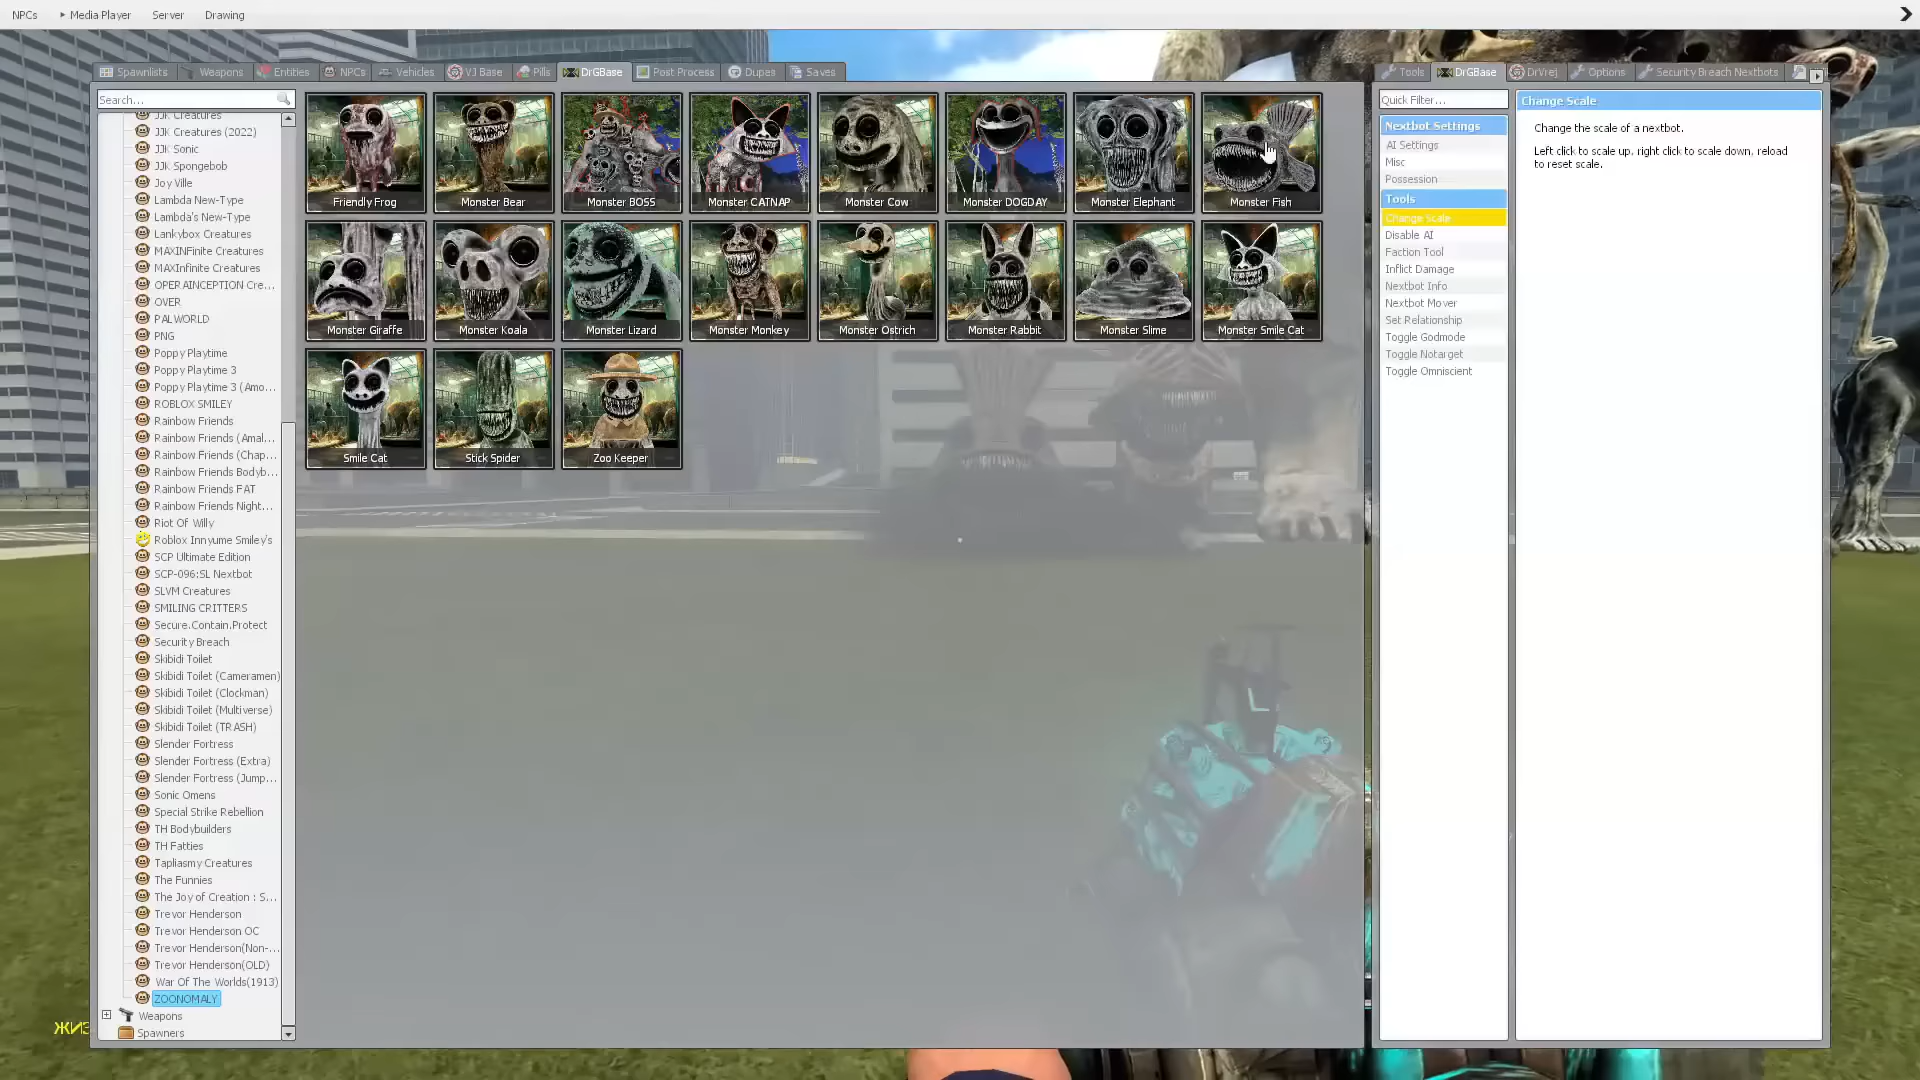 NPCs
Media Player
Server
Drawing
Spawnlists
Weapons
Entities
NPCs
Vehicles
VJ Base
Pills
DrGBase
Post Process
Dupes
Saves
Tools
DrGBase
DrVrej
Options
Security Breach Nextbots
Search...
JJK Creatures
JJK Creatures (2022)
JJK Sonic
JJK Spongebob
Joy Ville
Lambda New-Type
Lambda's New-Type
Lankybox Creatures
MAXINFinite Creatures
MAXInfinite Creatures
OPERAINCEPTION Cre...
OVER
PALWORLD
PNG
Poppy Playtime
Poppy Playtime 3
Poppy Playtime 3 (Amo...
ROBLOX SMILEY
Rainbow Friends
Rainbow Friends (Amal...
Rainbow Friends (Chap...
Rainbow Friends Bodyb...
Rainbow Friends FAT
Rainbow Friends Night...
Riot Of Willy
Roblox Innyume Smiley's
SCP Ultimate Edition
SCP-096:SL Nextbot
SLVM Creatures
SMILING CRITTERS
Secure.Contain.Protect
Security Breach
Skibidi Toilet
Skibidi Toilet (Cameramen)
Skibidi Toilet (Clockman)
Skibidi Toilet (Multiverse)
Skibidi Toilet (TRASH)
Slender Fortress
Slender Fortress (Extra)
Slender Fortress (Jump...
Sonic Omens
Special Strike Rebellion
TH Bodybuilders
TH Fatties
Tapliasmy Creatures
The Funnies
The Joy of Creation : S...
Trevor Henderson
Trevor Henderson OC
Trevor Henderson(Non-...
Trevor Henderson(OLD)
War Of The Worlds(1913)
ZOONOMALY
Weapons
Spawners
Friendly Frog
Monster Bear
Monster BOSS
Monster CATNAP
Monster Cow
Monster DOGDAY
Monster Elephant
Monster Fish
Monster Giraffe
Monster Koala
Monster Lizard
Monster Monkey
Monster Ostrich
Monster Rabbit
Monster Slime
Monster Smile Cat
Smile Cat
Stick Spider
Zoo Keeper
Quick Filter...
Nextbot Settings
AI Settings
Misc
Possession
Tools
Change Scale
Disable AI
Faction Tool
Inflict Damage
Nextbot Info
Nextbot Mover
Set Relationship
Toggle Godmode
Toggle Notarget
Toggle Omniscient
Change Scale
Change the scale of a nextbot.
Left click to scale up, right click to scale down, reload
to reset scale.
ЖИЗ